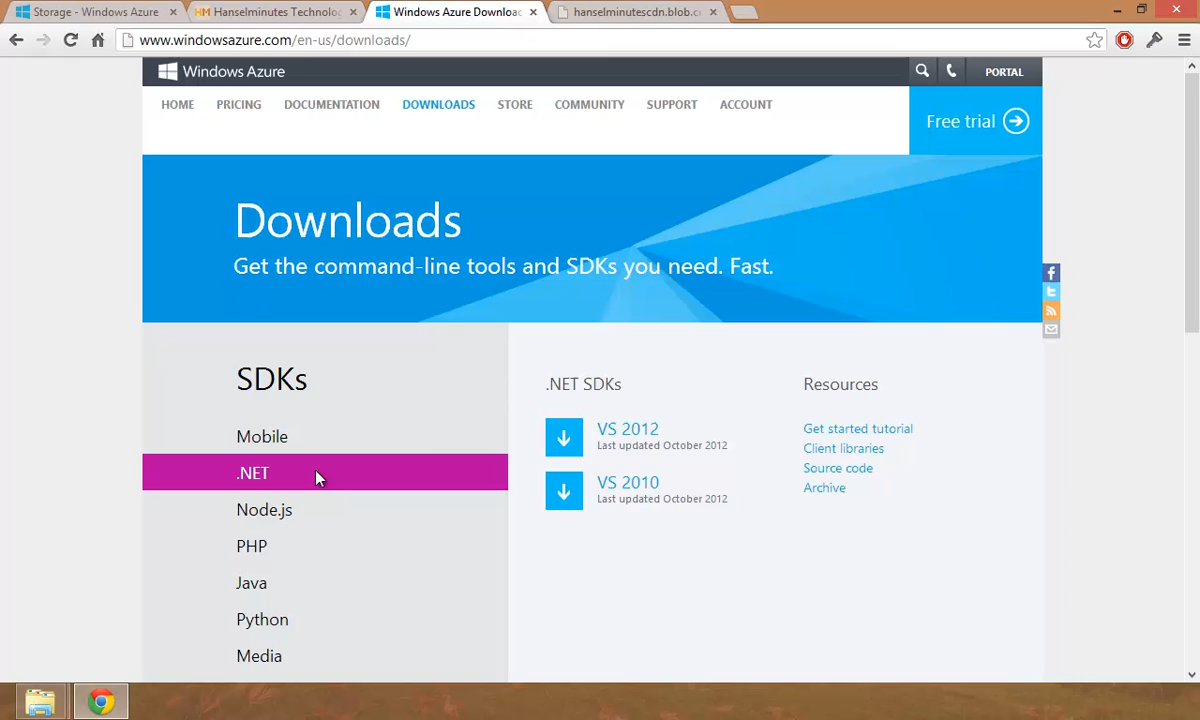 Storage - Windows Azure
Hanselminutes Technolog
Windows Azure Downloa
hanselminutescdn.blob.c
www.windowsazure.com/en-us/downloads/
Windows Azure
PORTAL
HOME PRICING DOCUMENTATION DOWNLOADS STORE COMMUNITY SUPPORT ACCOUNT
Free trial
Downloads
Get the command-line tools and SDKs you need. Fast.
SDKs
Mobile
.NET
Node.js
PHP
Java
Python
Media
.NET SDKs
VS 2012
Last updated October 2012
VS 2010
Last updated October 2012
Resources
Get started tutorial
Client libraries
Source code
Archive